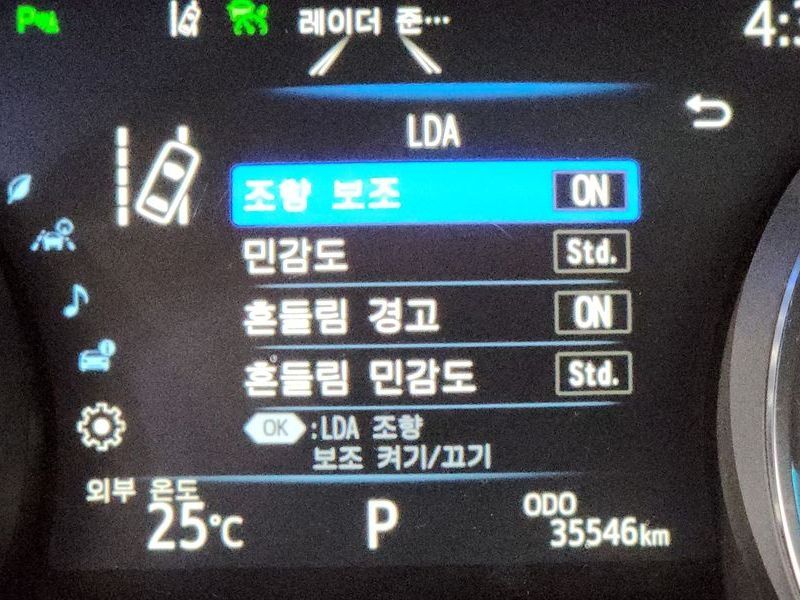 레이더 준…
LDA
조향 보조 ON
민감도 Std.
흔들림 경고 ON
흔들림 민감도 Std.
OK :LDA 조향
보조 켜기/끄기
외부 온도
25℃
P
ODO
35546km